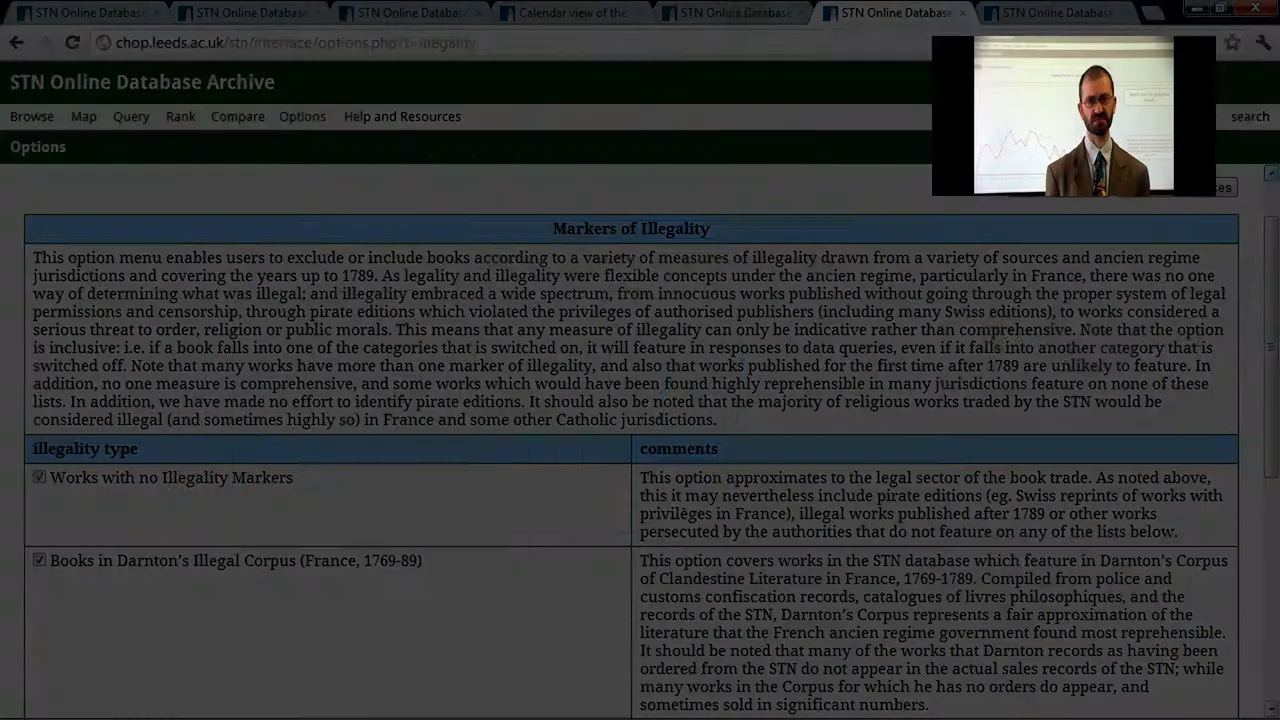 STN Online Database
STN Online Database
STN Online Database
Calendar view of the
STN Online Database
STN Online Database
STN Online Database
chop.leeds.ac.uk/stn/interface/options.php?t=illegality
STN Online Database Archive
Browse Map Query Rank Compare Options Help and Resources search
Options
Markers of Illegality
This option menu enables users to exclude or include books according to a variety of measures of illegality drawn from a variety of sources and ancien regime
jurisdictions and covering the years up to 1789. As legality and illegality were flexible concepts under the ancien regime, particularly in France, there was no one
way of determining what was illegal; and illegality embraced a wide spectrum, from innocuous works published without going through the proper system of legal
permissions and censorship, through pirate editions which violated the privileges of authorised publishers (including many Swiss editions), to works considered a
serious threat to order, religion or public morals. This means that any measure of illegality can only be indicative rather than comprehensive. Note that the option
is inclusive: i.e. if a book falls into one of the categories that is switched on, it will feature in responses to data queries, even if it falls into another category that is
switched off. Note that many works have more than one marker of illegality, and also that works published for the first time after 1789 are unlikely to feature. In
addition, no one measure is comprehensive, and some works which would have been found highly reprehensible in many jurisdictions feature on none of these
lists. In addition, we have made no effort to identify pirate editions. It should also be noted that the majority of religious works traded by the STN would be
considered illegal (and sometimes highly so) in France and some other Catholic jurisdictions.
illegality type
comments
Works with no Illegality Markers
This option approximates to the legal sector of the book trade. As noted above,
this it may nevertheless include pirate editions (eg. Swiss reprints of works with
privilèges in France), illegal works published after 1789 or other works
persecuted by the authorities that do not feature on any of the lists below.
Books in Darnton's Illegal Corpus (France, 1769-89)
This option covers works in the STN database which feature in Darnton's Corpus
of Clandestine Literature in France, 1769-1789. Compiled from police and
customs confiscation records, catalogues of livres philosophiques, and the
records of the STN, Darnton's Corpus represents a fair approximation of the
literature that the French ancien regime government found most reprehensible.
It should be noted that many of the works that Darnton records as having been
ordered from the STN do not appear in the actual sales records of the STN; while
many works in the Corpus for which he has no orders do appear, and
sometimes sold in significant numbers.